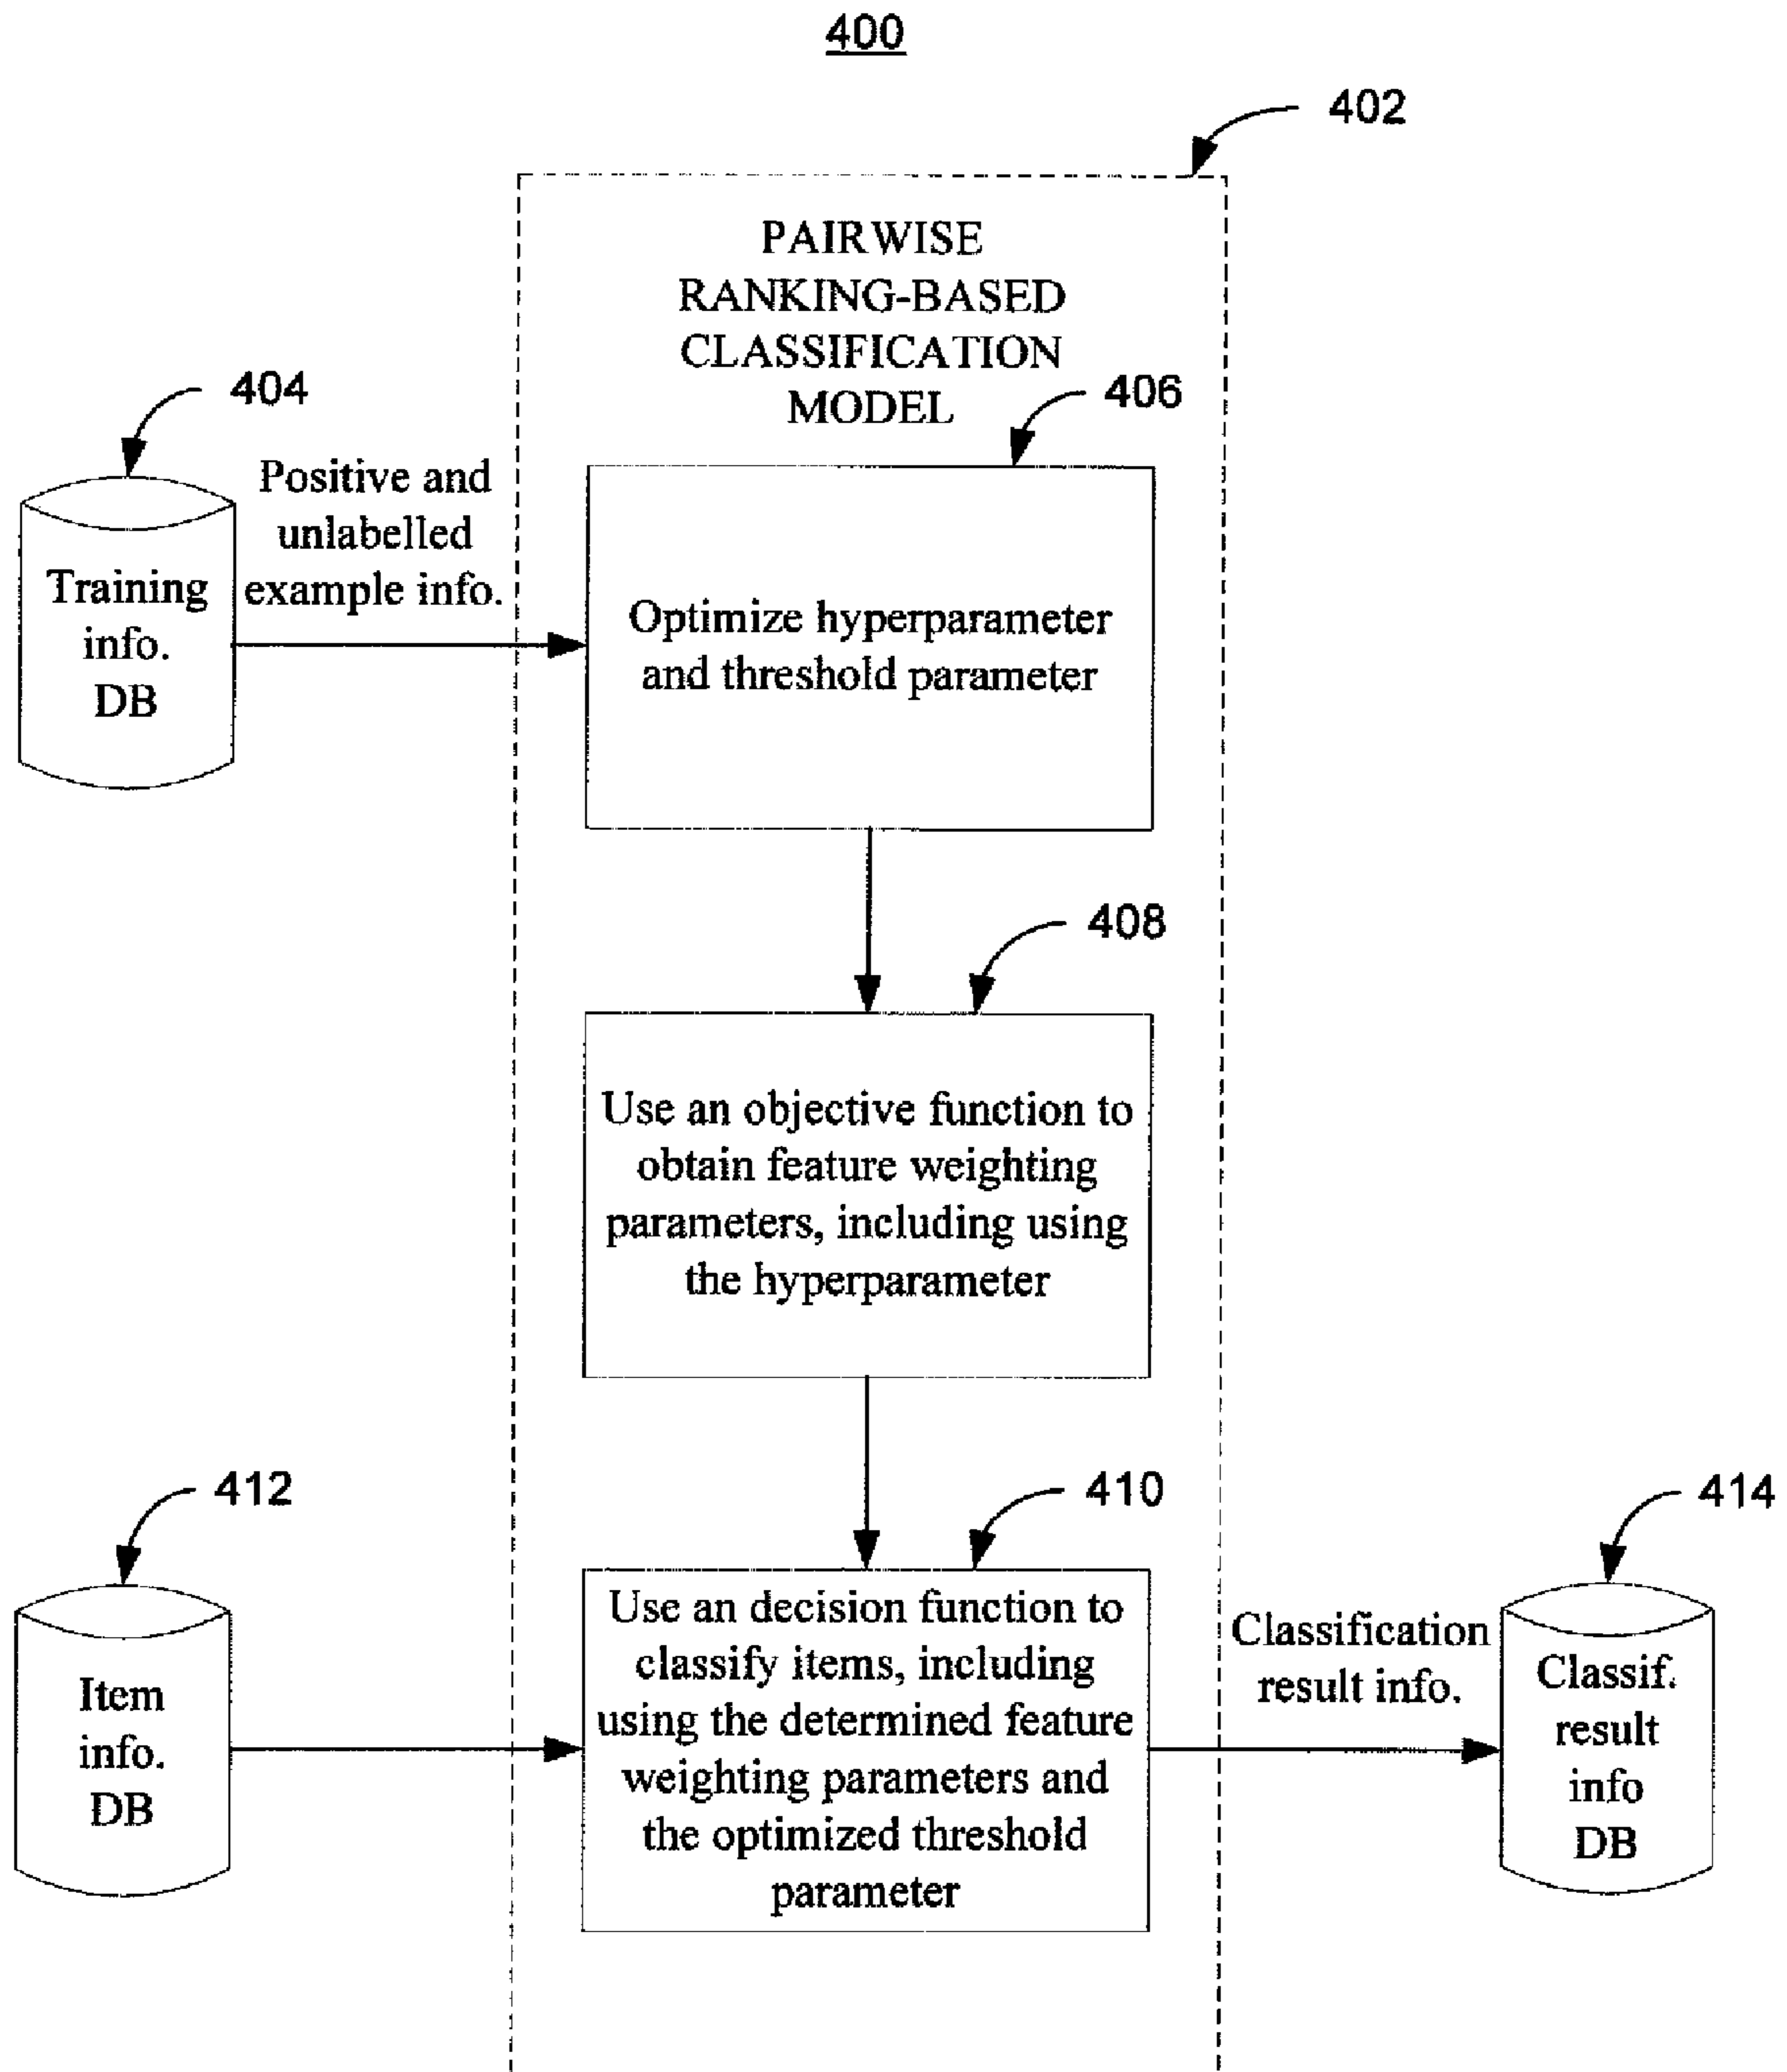 400
402
PAIRWISE
RANKING-BASED
CLASSIFICATION
MODEL
404
406
Positive and
unlabelled
example info.
Training
info.
DB
Optimize hyperparameter
and threshold parameter
408
Use an objective function to
obtain feature weighting
parameters, including using
the hyperparameter
412
410
414
Item
info.
DB
Use an decision function to
classify items, including
using the determined feature
weighting parameters and
the optimized threshold
parameter
Classification
result info.
Classif.
result
info
DB